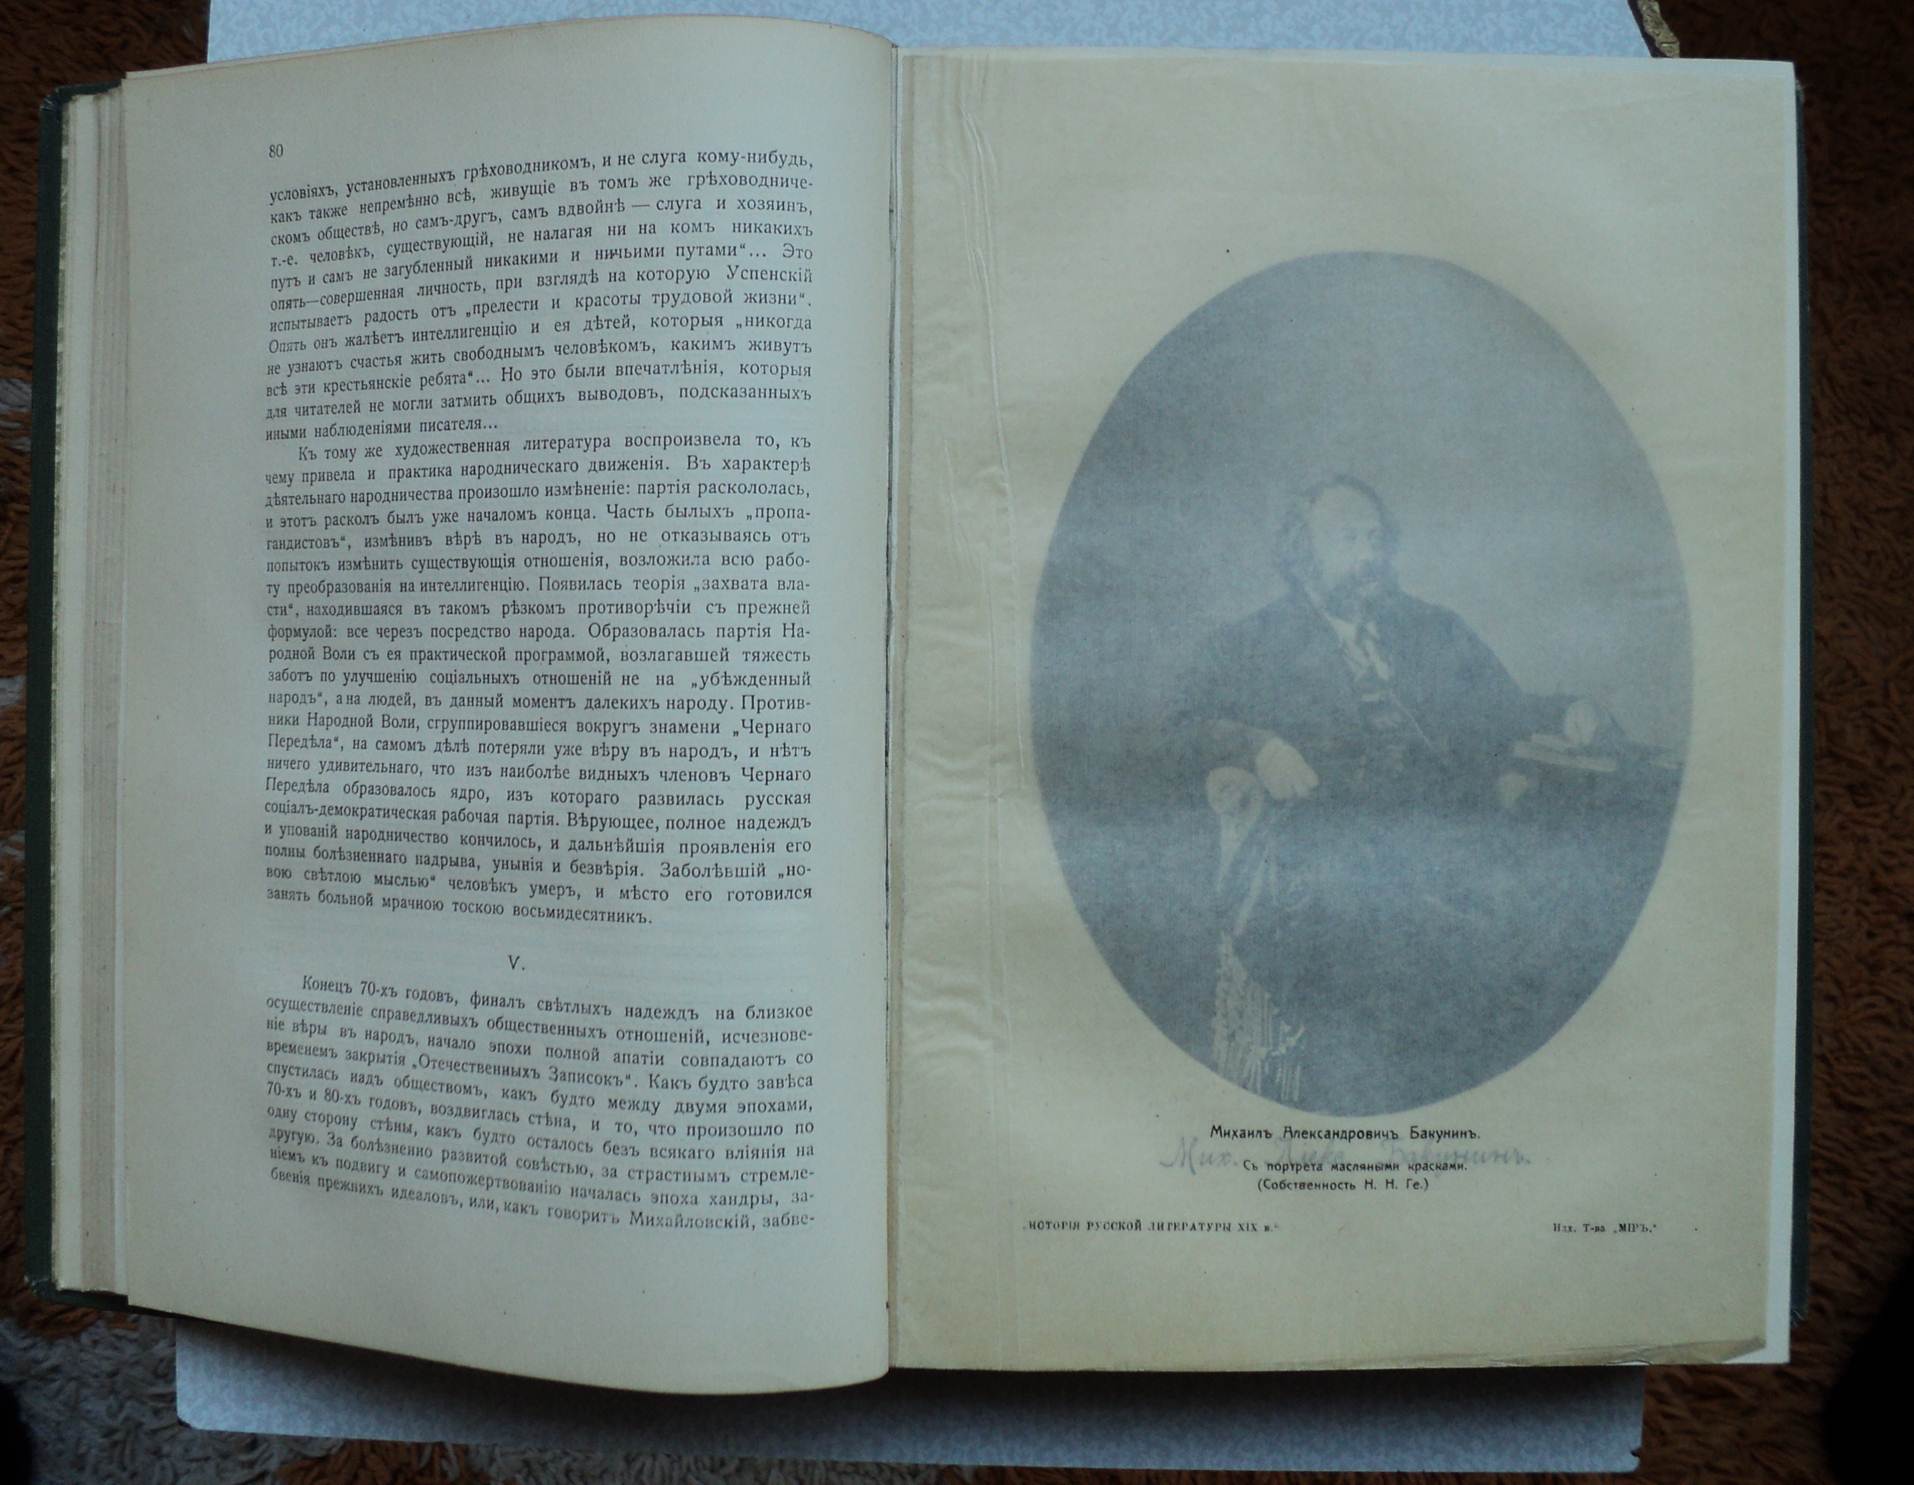 80
условіяхъ, установленныхъ грѣховодникомъ, и не слуга кому-нибудь,
какъ также непремѣнно всѣ, живущіе въ томъ же грѣховодниче-
скомъ обществѣ, но самъ-другъ, самъ вдвойнѣ — слуга и хозяинъ,
т.-е. человѣкъ, существующій, не налагая ни на комъ никакихъ
путъ и самъ не загубленный никакими и ничьими путами“... Это
опять—совершенная личность, при взглядѣ на которую Успенскій
испытываетъ радость отъ „прелести и красоты трудовой жизни“.
Опять онъ жалѣетъ интеллигенцію и ея дѣтей, которыя „никогда
не узнаютъ счастья жить свободнымъ человѣкомъ, какимъ живутъ
всѣ эти крестьянскіе ребята“... Но это были впечатлѣнія, которыя
для читателей не могли затмить общихъ выводовъ, подсказанныхъ
иными наблюденіями писателя...
Къ тому же художественная литература воспроизвела то, къ
чему привела и практика народническаго движенія. Въ характерѣ
дѣятельнаго народничества произошло измѣненіе: партія раскололась,
и этотъ расколъ былъ уже началомъ конца. Часть былыхъ „пропа-
гандистовъ“, измѣнивъ вѣрѣ въ народъ, но не отказываясь отъ
попытокъ измѣнить существующія отношенія, возложила всю рабо-
ту преобразованія на интеллигенцію. Появилась теорія „захвата вла-
сти“, находившаяся въ такомъ рѣзкомъ противорѣчіи съ прежней
формулой: все черезъ посредство народа. Образовалась партія На-
родной Воли съ ея практической программой, возлагавшей тяжесть
заботъ по улучшенію соціальныхъ отношеній не на „убѣжденный
народъ“, а на людей, въ данный моментъ далекихъ народу. Против-
ники Народной Воли, сгруппировавшіеся вокругъ знамени „Чернаго
Передѣла“, на самомъ дѣлѣ потеряли уже вѣру въ народъ, и нѣтъ
ничего удивительнаго, что изъ наиболѣе видныхъ членовъ Чернаго
Передѣла образовалось ядро, изъ котораго развилась русская
соціалъ-демократическая рабочая партія. Вѣрующее, полное надеждъ
и упованій народничество кончилось, и дальнѣйшія проявленія его
полны болѣзненнаго надрыва, унынія и безвѣрія. Заболѣвшій „но-
вою свѣтлою мыслью“ человѣкъ умеръ, и мѣсто его готовился
занять больной мрачною тоскою восьмидесятникъ.
V.
Конецъ 70-хъ годовъ, финалъ свѣтлыхъ надеждъ на близкое
осуществленіе справедливыхъ общественныхъ отношеній, исчезнове-
ніе вѣры въ народъ, начало эпохи полной апатіи совпадаютъ со
временемъ закрытія „Отечественныхъ Записокъ“. Какъ будто завѣса
спустилась надъ обществомъ, какъ будто между двумя эпохами,
70-хъ и 80-хъ годовъ, воздвиглась стѣна, и то, что произошло по
одну сторону стѣны, какъ будто осталось безъ всякаго вліянія на
другую. За болѣзненно развитой совѣстью, за страстнымъ стремле-
ніемъ къ подвигу и самопожертвованію началась эпоха хандры, за-
бвенія прежнихъ идеаловъ, или, какъ говоритъ Михайловскій, забве-
Михаилъ Александровичъ Бакунинъ.
Мих. Алекс. Бакунинъ.
Съ портрета масляными красками.
(Собственность Н. Н. Ге.)
„ИСТОРІЯ РУССКОЙ ЛИТЕРАТУРЫ XIX в.“ Изд. Т-ва „МІРЪ.“